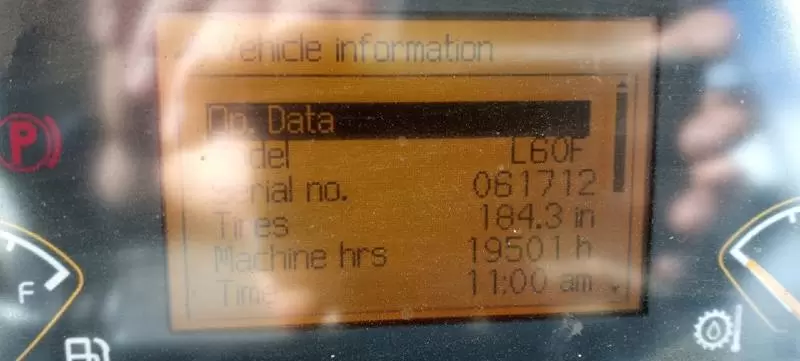 Vehicle information
Op. Data
Model L60F
Serial no. 061712
Tires 184.3 in
Machine hrs 19501 h
Time 11:00 am
P
F